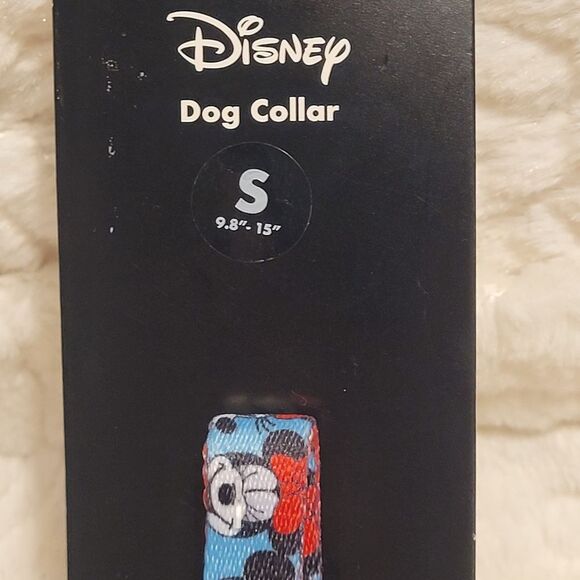 Disney
Dog Collar
S
9.8"- 15"